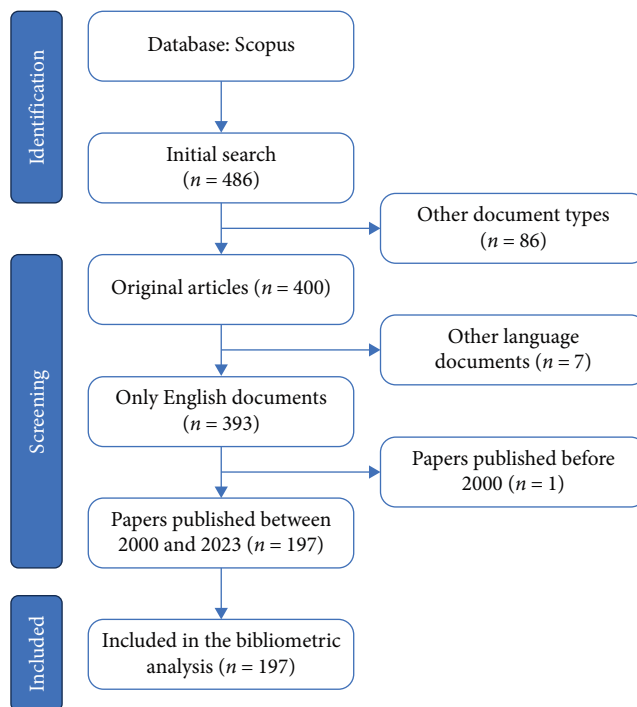 Identification
Database: Scopus
Initial search
(n = 486)
Other document types
(n = 86)
Screening
Original articles (n = 400)
Other language
documents (n = 7)
Only English documents
(n = 393)
Papers published before
2000 (n = 1)
Papers published between
2000 and 2023 (n = 197)
Included
Included in the bibliometric
analysis (n = 197)